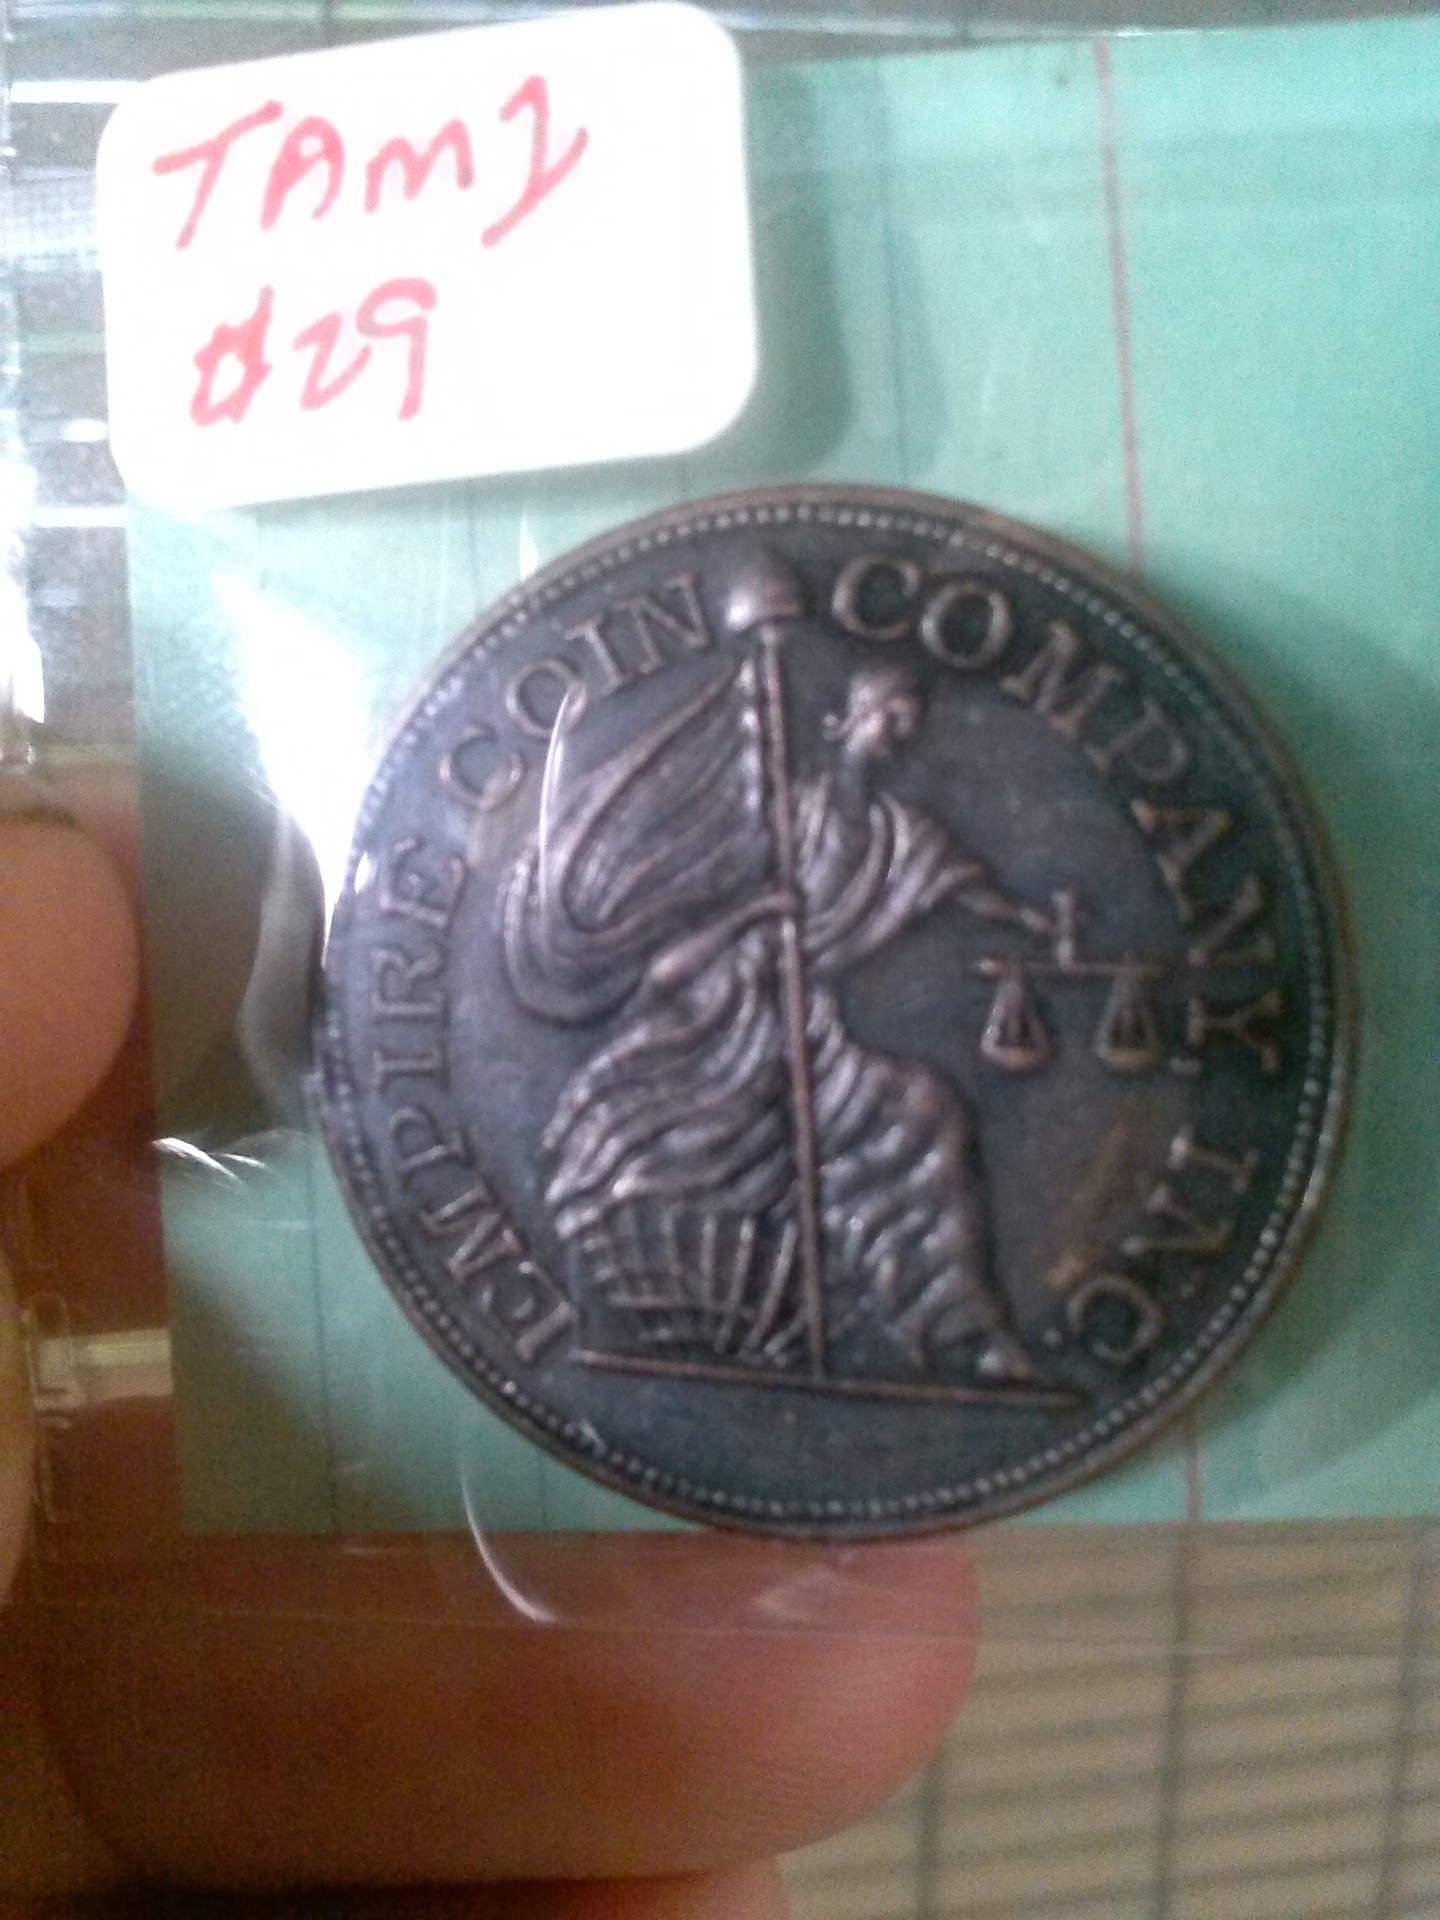 TAMI
#29
EMPIRE COIN COMPANY, INC.